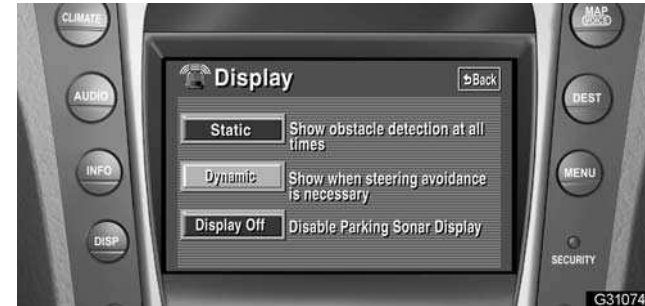 CLIMATE
MAP
VOICE
Display
Back
AUDIO
DEST
Static
Show obstacle detection at all
times
INFO
Dynamic
Show when steering avoidance
is necessary
MENU
Display Off
Disable Parking Sonar Display
DISP
SECURITY
G31074